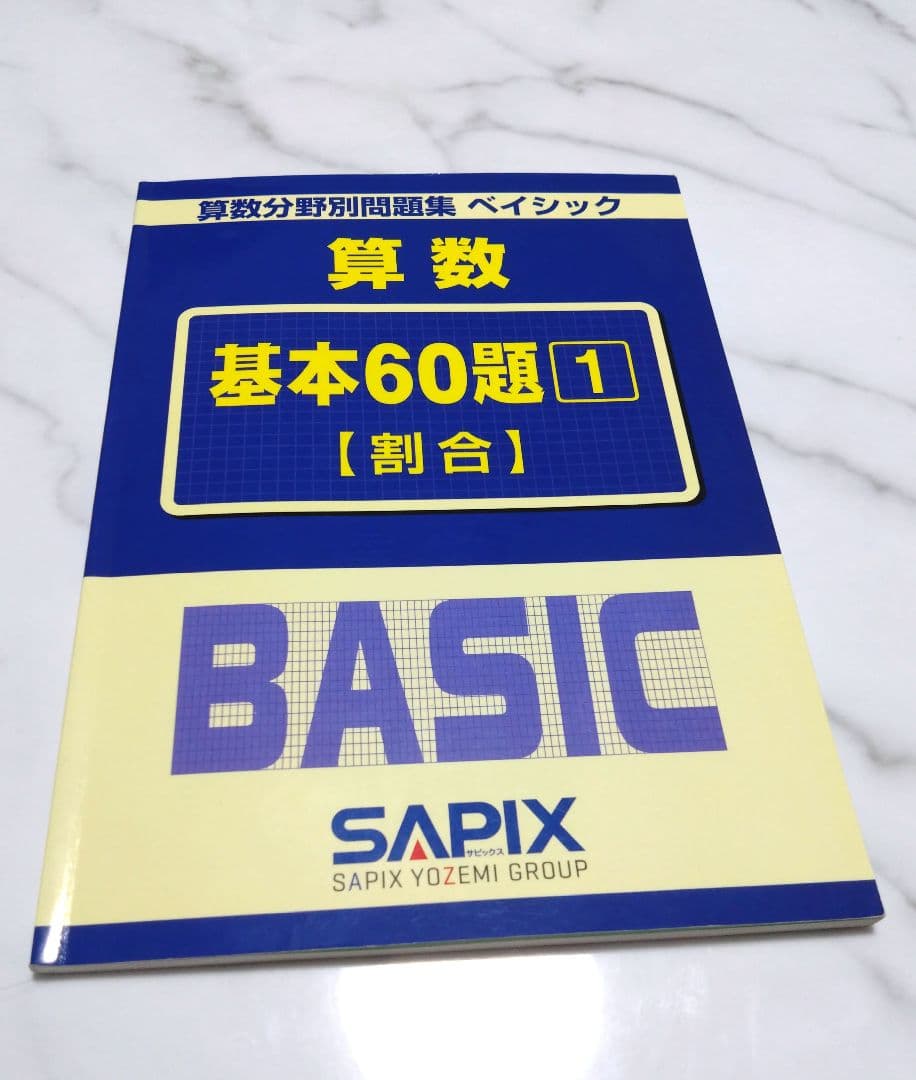 算数分野別問題集 ベイシック
算数
基本60題 1
【割合】
BASIC
SAPIX
サピックス
SAPIX YOZEMI GROUP